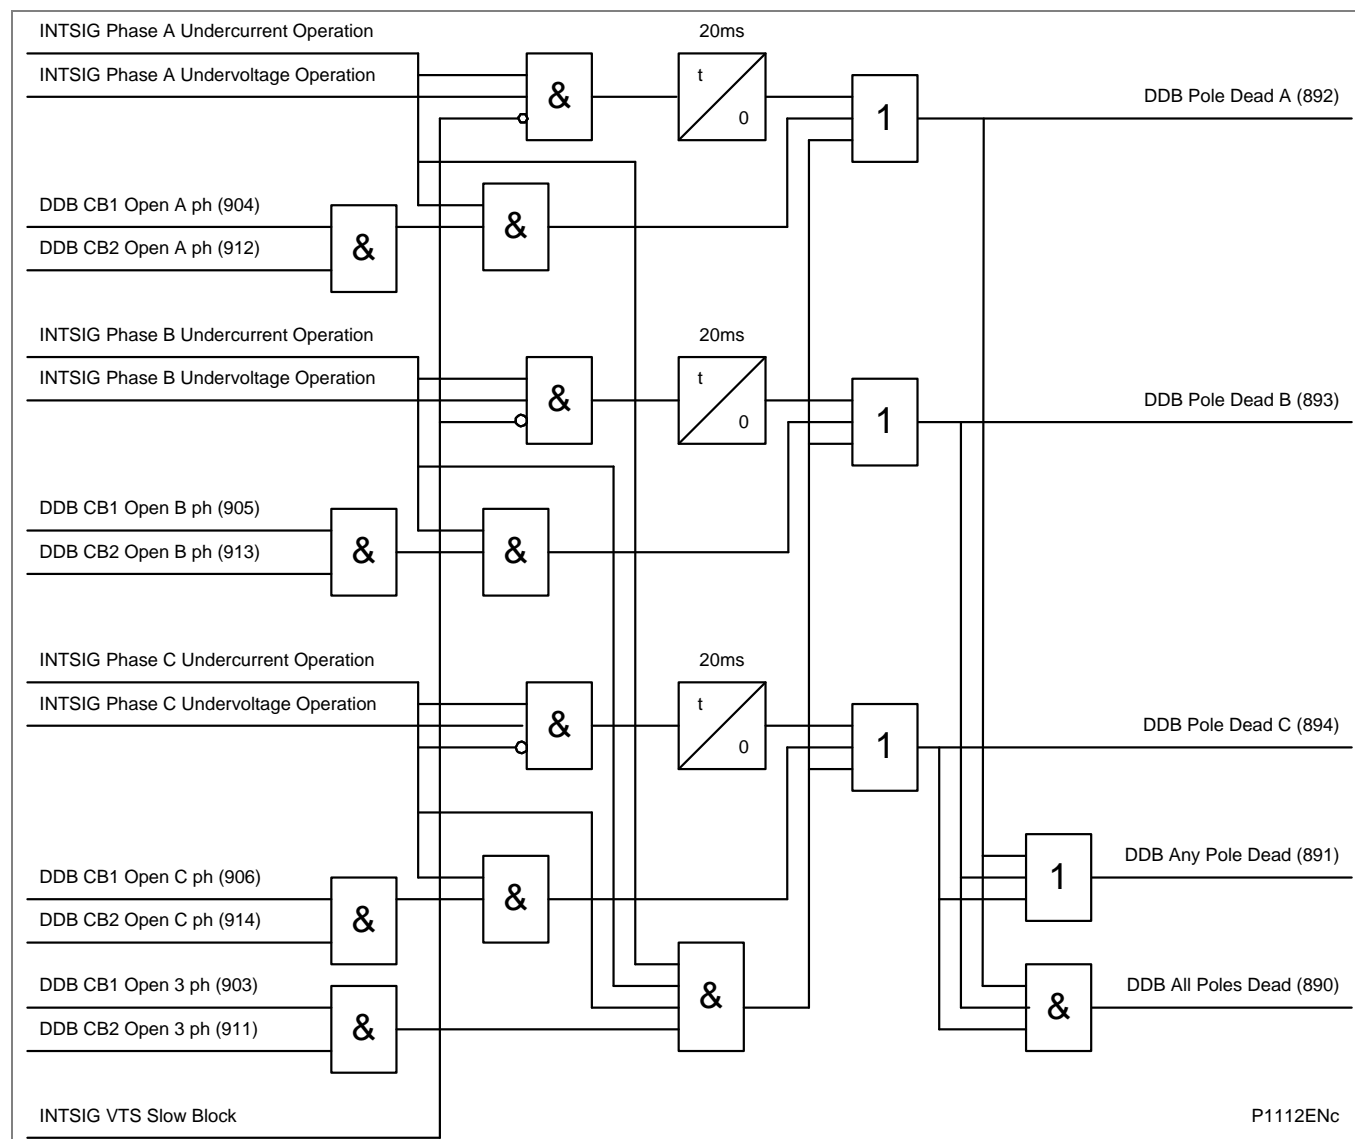 INTSIG Phase A Undercurrent Operation
20ms
INTSIG Phase A Undervoltage Operation
&
t
0
1
DDB Pole Dead A (892)
DDB CB1 Open A ph (904)
DDB CB2 Open A ph (912)
&
&
INTSIG Phase B Undercurrent Operation
20ms
INTSIG Phase B Undervoltage Operation
&
t
0
1
DDB Pole Dead B (893)
DDB CB1 Open B ph (905)
DDB CB2 Open B ph (913)
&
&
INTSIG Phase C Undercurrent Operation
20ms
INTSIG Phase C Undervoltage Operation
&
t
0
1
DDB Pole Dead C (894)
1
DDB Any Pole Dead (891)
DDB CB1 Open C ph (906)
DDB CB2 Open C ph (914)
&
&
DDB CB1 Open 3 ph (903)
DDB CB2 Open 3 ph (911)
&
&
&
DDB All Poles Dead (890)
INTSIG VTS Slow Block
P1112ENc